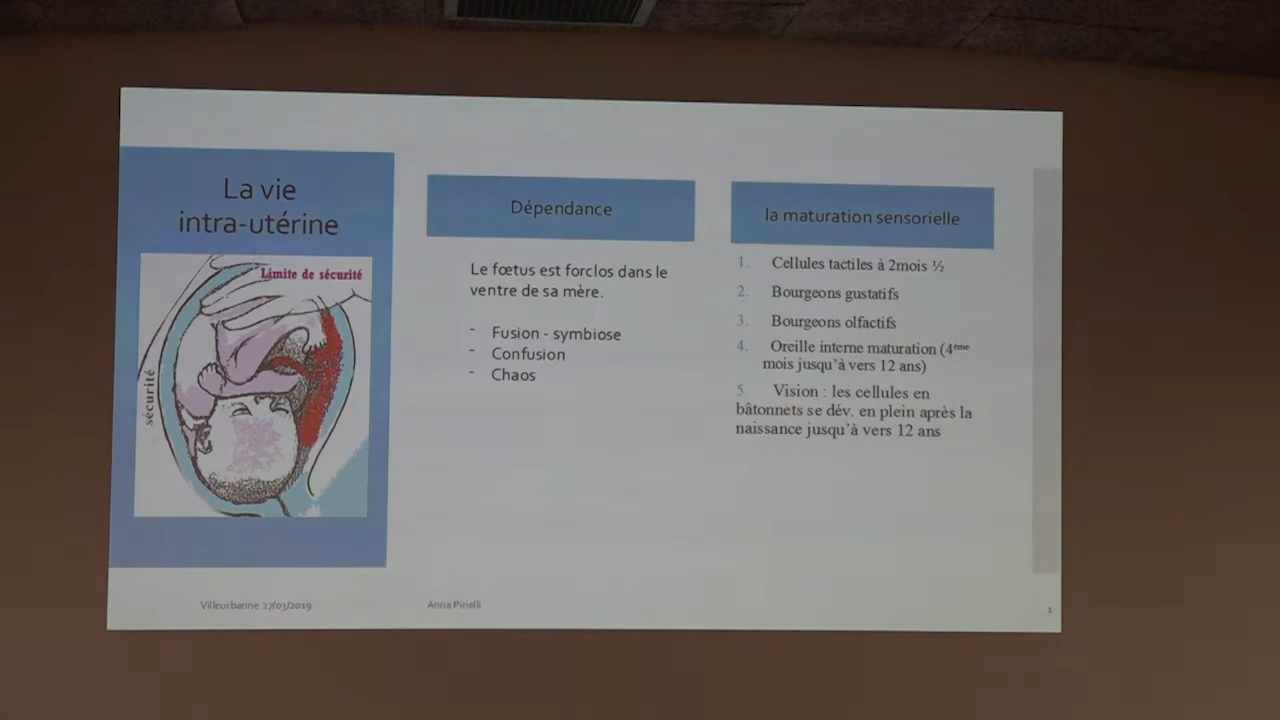 La vie
intra-utérine
Limite de sécurité
sécurité
Dépendance
Le fœtus est forclos dans le
ventre de sa mère.
- Fusion - symbiose
- Confusion
- Chaos
la maturation sensorielle
1. Cellules tactiles à 2mois ½
2. Bourgeons gustatifs
3. Bourgeons olfactifs
4. Oreille interne maturation (4ème
mois jusqu'à vers 12 ans)
5. Vision : les cellules en
bâtonnets se dév. en plein après la
naissance jusqu'à vers 12 ans
Villeurbanne 27/03/2019
Anna Pinelli
1